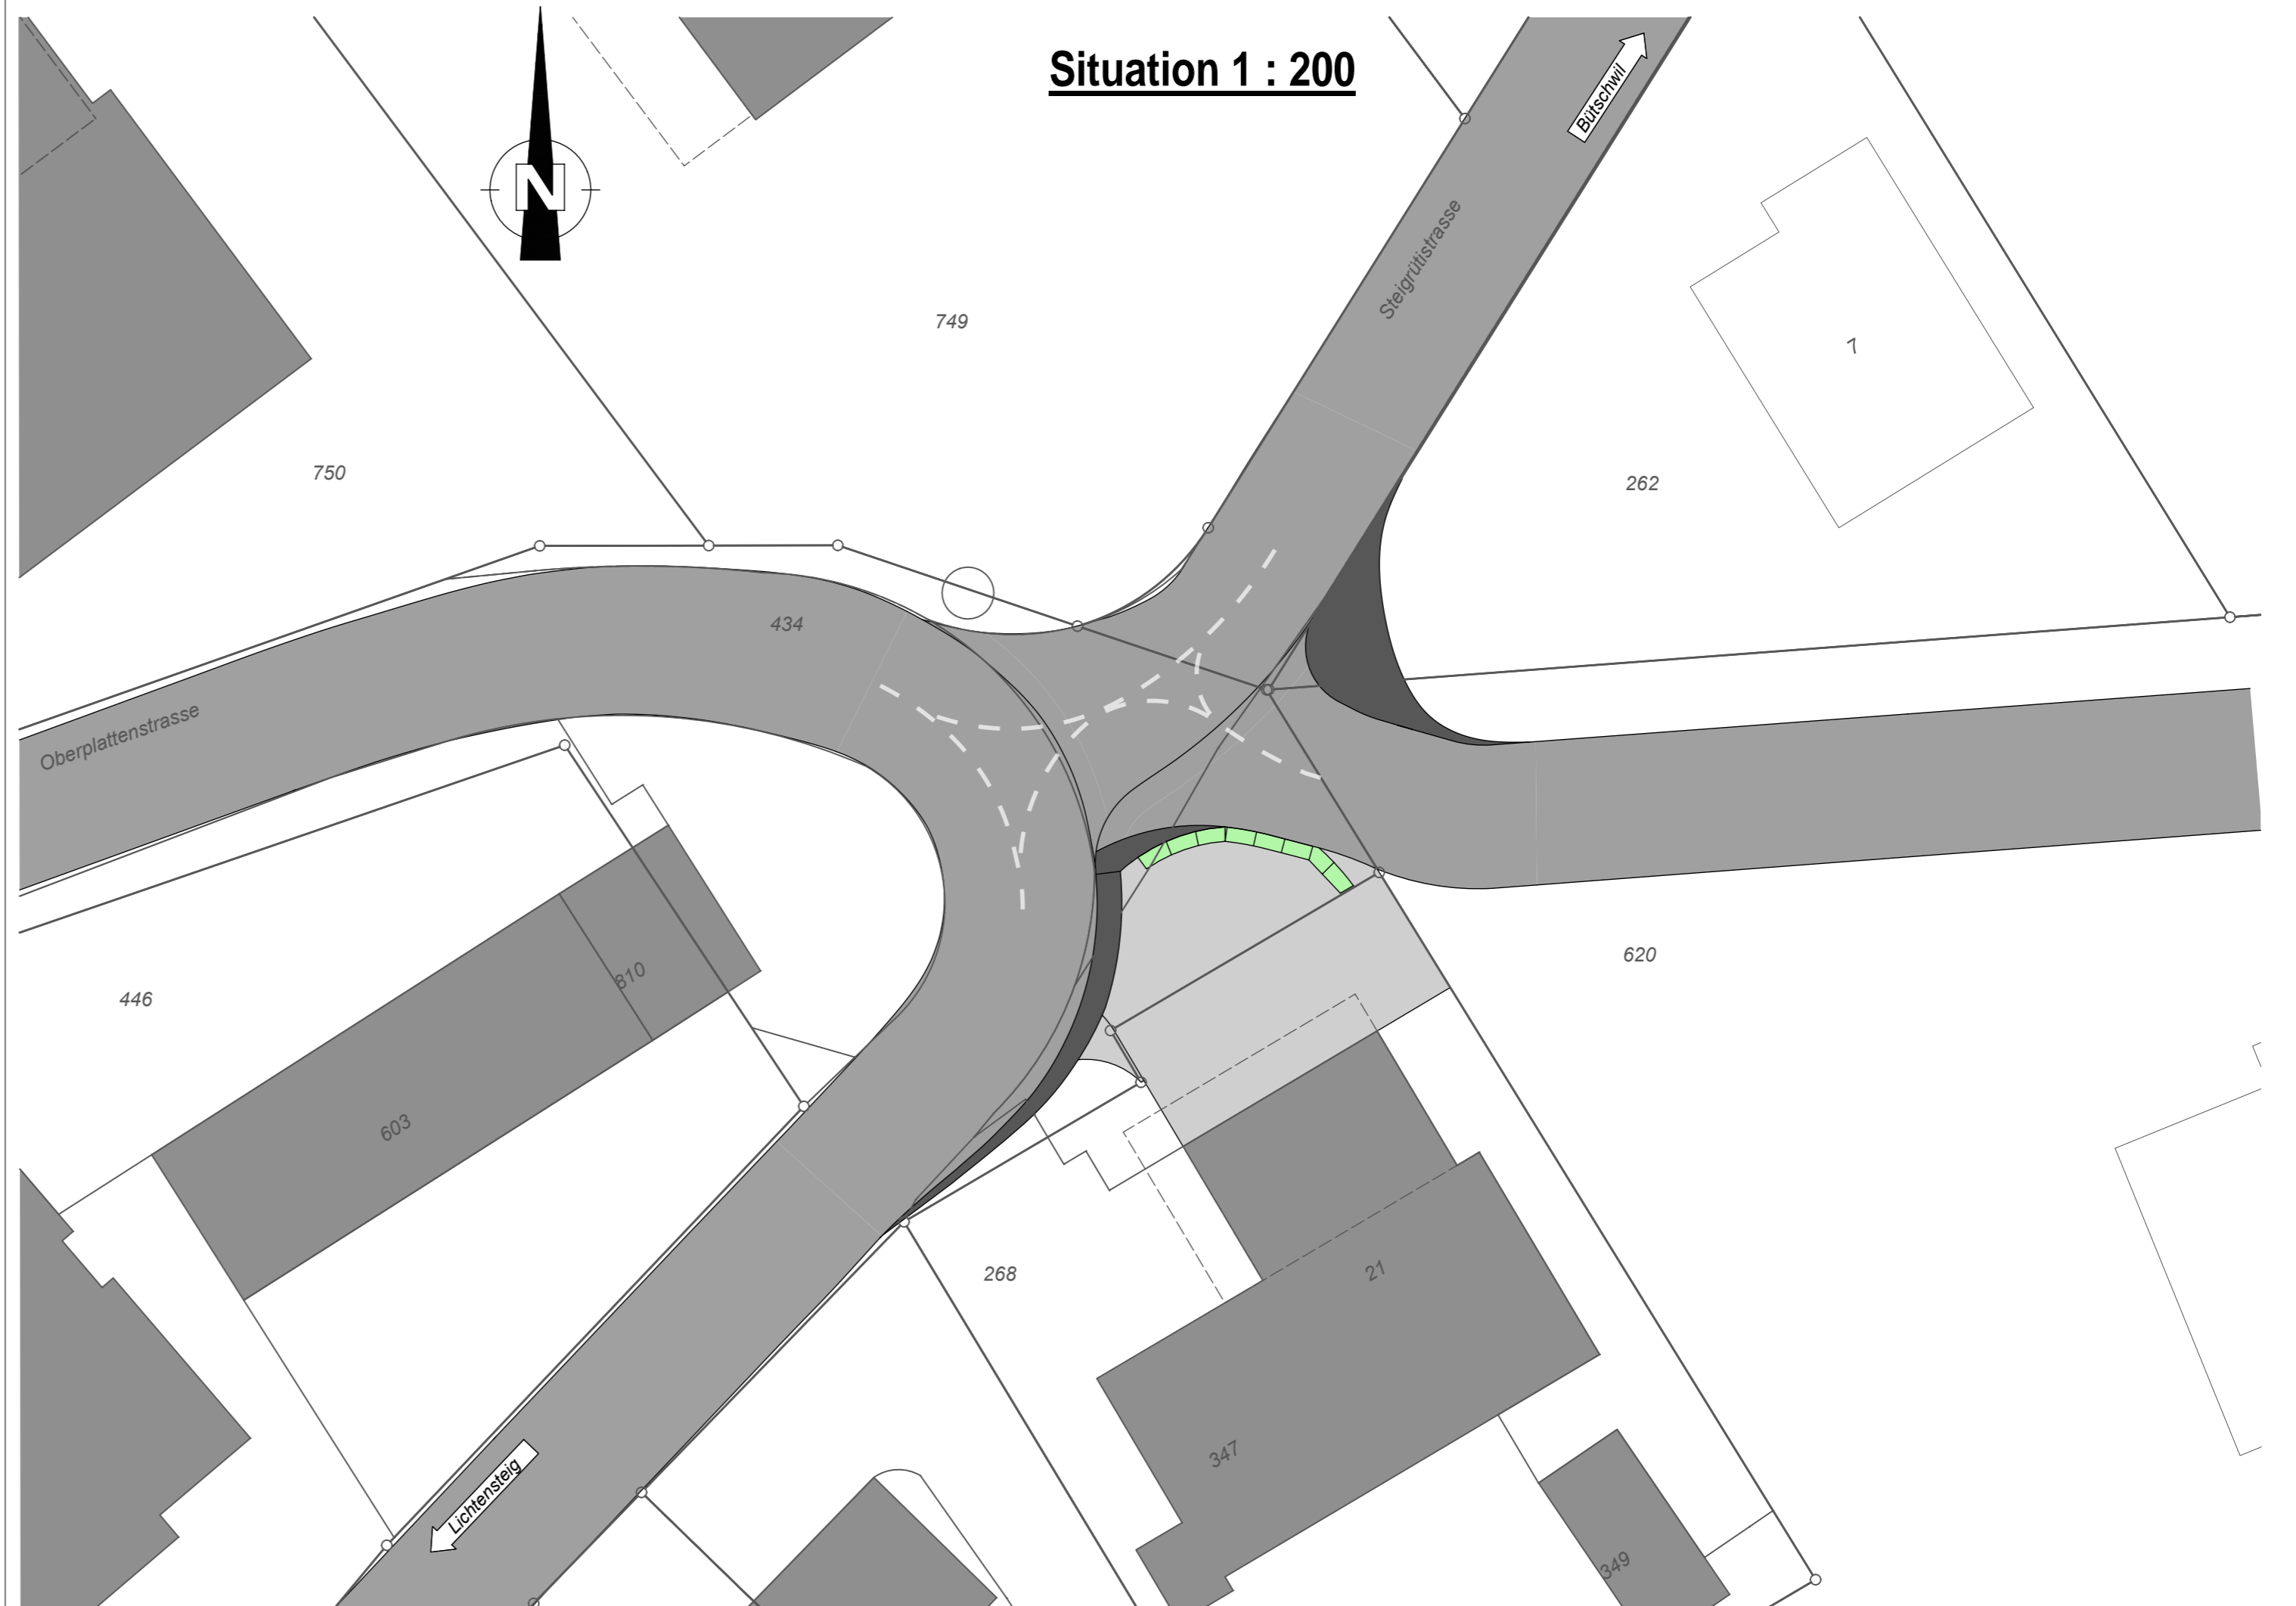 Situation 1 : 200
Bütschwil
N
Steigrütistrasse
749
7
750
262
434
Oberplattenstrasse
620
810
446
603
268
21
347
Lichtensteig
349